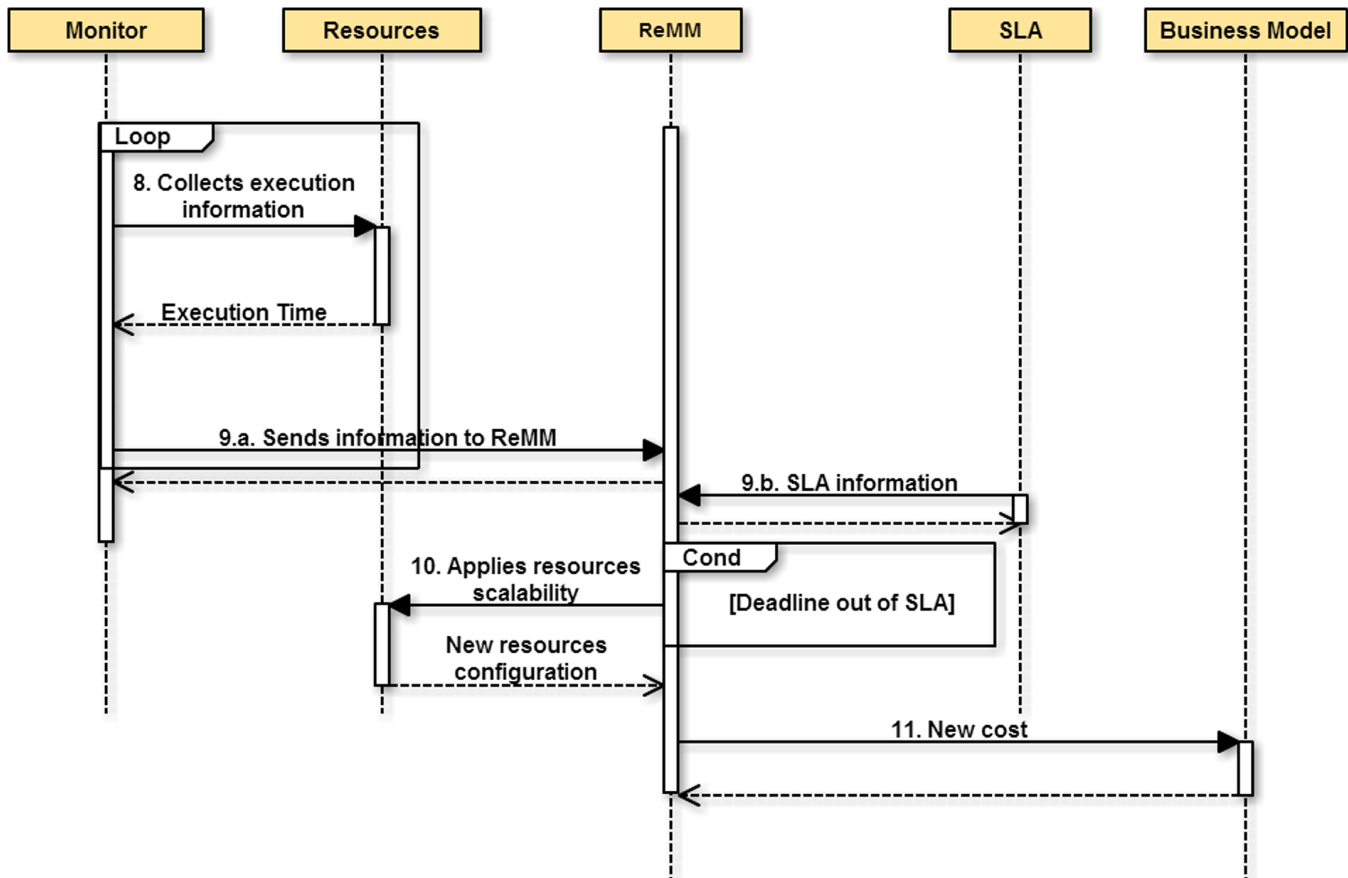 Monitor
Resources
ReMM
SLA
Business Model
Loop
8. Collects execution
information
Execution Time
9.a. Sends information to ReMM
9.b. SLA information
Cond
10. Applies resources
scalability
[Deadline out of SLA]
New resources
configuration
11. New cost